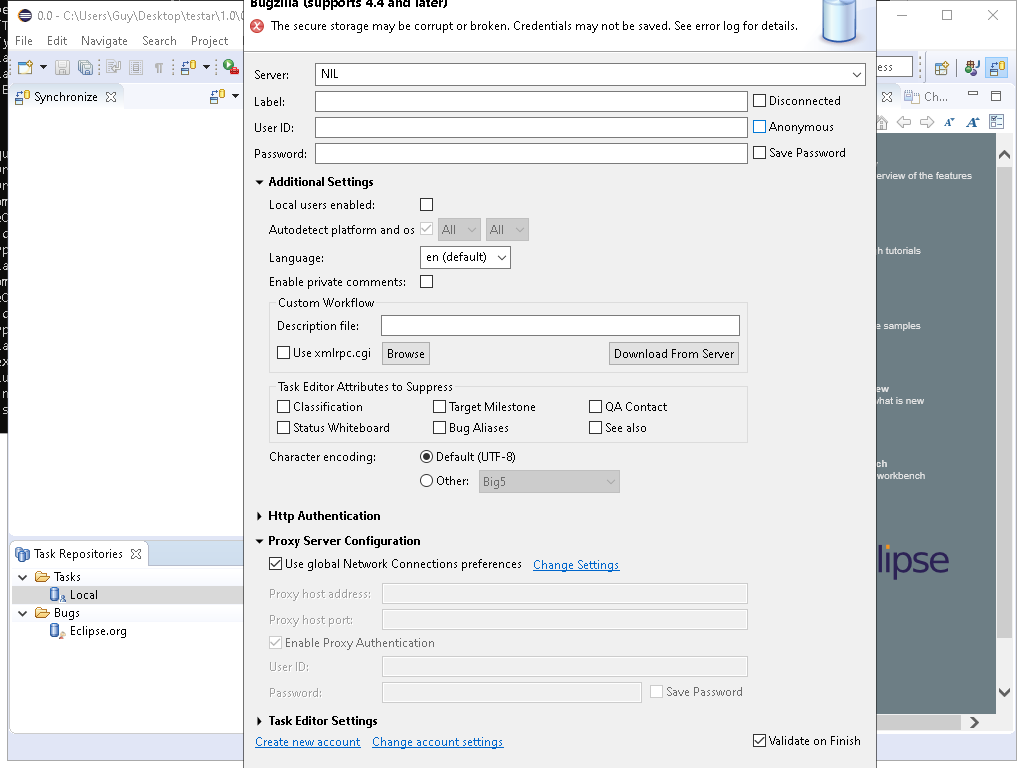 Bugzilla (supports 4.4 and later)
0.0 - C:\Users\Guy\Desktop\testar\1.0\
The secure storage may be corrupt or broken. Credentials may not be saved. See error log for details.
File Edit Navigate Search Project
Server: NIL
ess
Synchronize
Ch...
Label: Disconnected
User ID: Anonymous
Password: Save Password
Additional Settings
erview of the features
Local users enabled:
Autodetect platform and os All All
h tutorials
Language: en (default)
Enable private comments:
Custom Workflow
Description file:
e samples
Use xmlrpc.cgi Browse Download From Server
Task Editor Attributes to Suppress
ew
Classification Target Milestone QA Contact
what is new
Status Whiteboard Bug Aliases See also
Character encoding: Default (UTF-8)
ch
workbench
Other: Big5
Http Authentication
Proxy Server Configuration
Task Repositories
Use global Network Connections preferences Change Settings
lipse
Tasks
Local
Proxy host address:
Bugs
Proxy host port:
Eclipse.org
Enable Proxy Authentication
User ID:
Password: Save Password
Task Editor Settings
Create new account Change account settings Validate on Finish